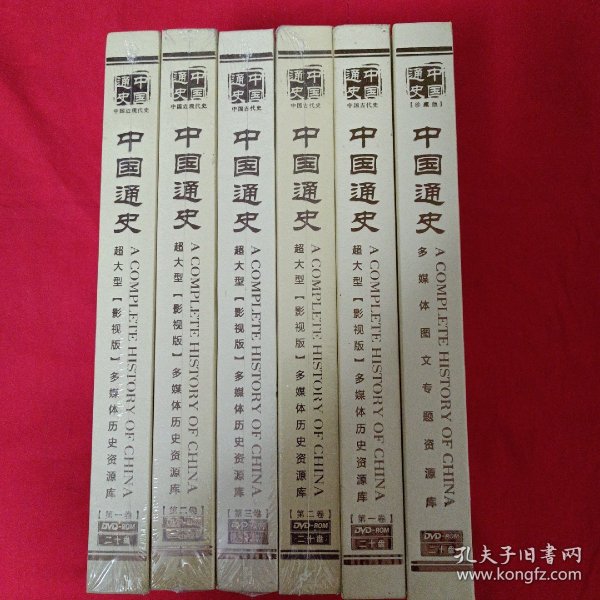 中国通史
中国近现代史
中国通史
A COMPLETE HISTORY OF CHINA
超大型【影视版】多媒体历史资源库
【第一卷】
DVD-ROM
二十盘
中国通史
中国近现代史
中国通史
A COMPLETE HISTORY OF CHINA
超大型【影视版】多媒体历史资源库
【第二卷】
中国通史
中国古代史
中国通史
A COMPLETE HISTORY OF CHINA
超大型【影视版】多媒体历史资源库
【第三卷】
DVD-ROM
中国通史
中国古代史
中国通史
A COMPLETE HISTORY OF CHINA
超大型【影视版】多媒体历史资源库
【第二卷】
DVD-ROM
二十盘
中国通史
中国古代史
中国通史
A COMPLETE HISTORY OF CHINA
超大型【影视版】多媒体历史资源库
【第一卷】
DVD-ROM
二十盘
中国通史
【珍藏版】
中国通史
A COMPLETE HISTORY OF CHINA
多媒体图文专题资源库
DVD-ROM
二十盘
孔夫子旧书网
www.kongfz.com